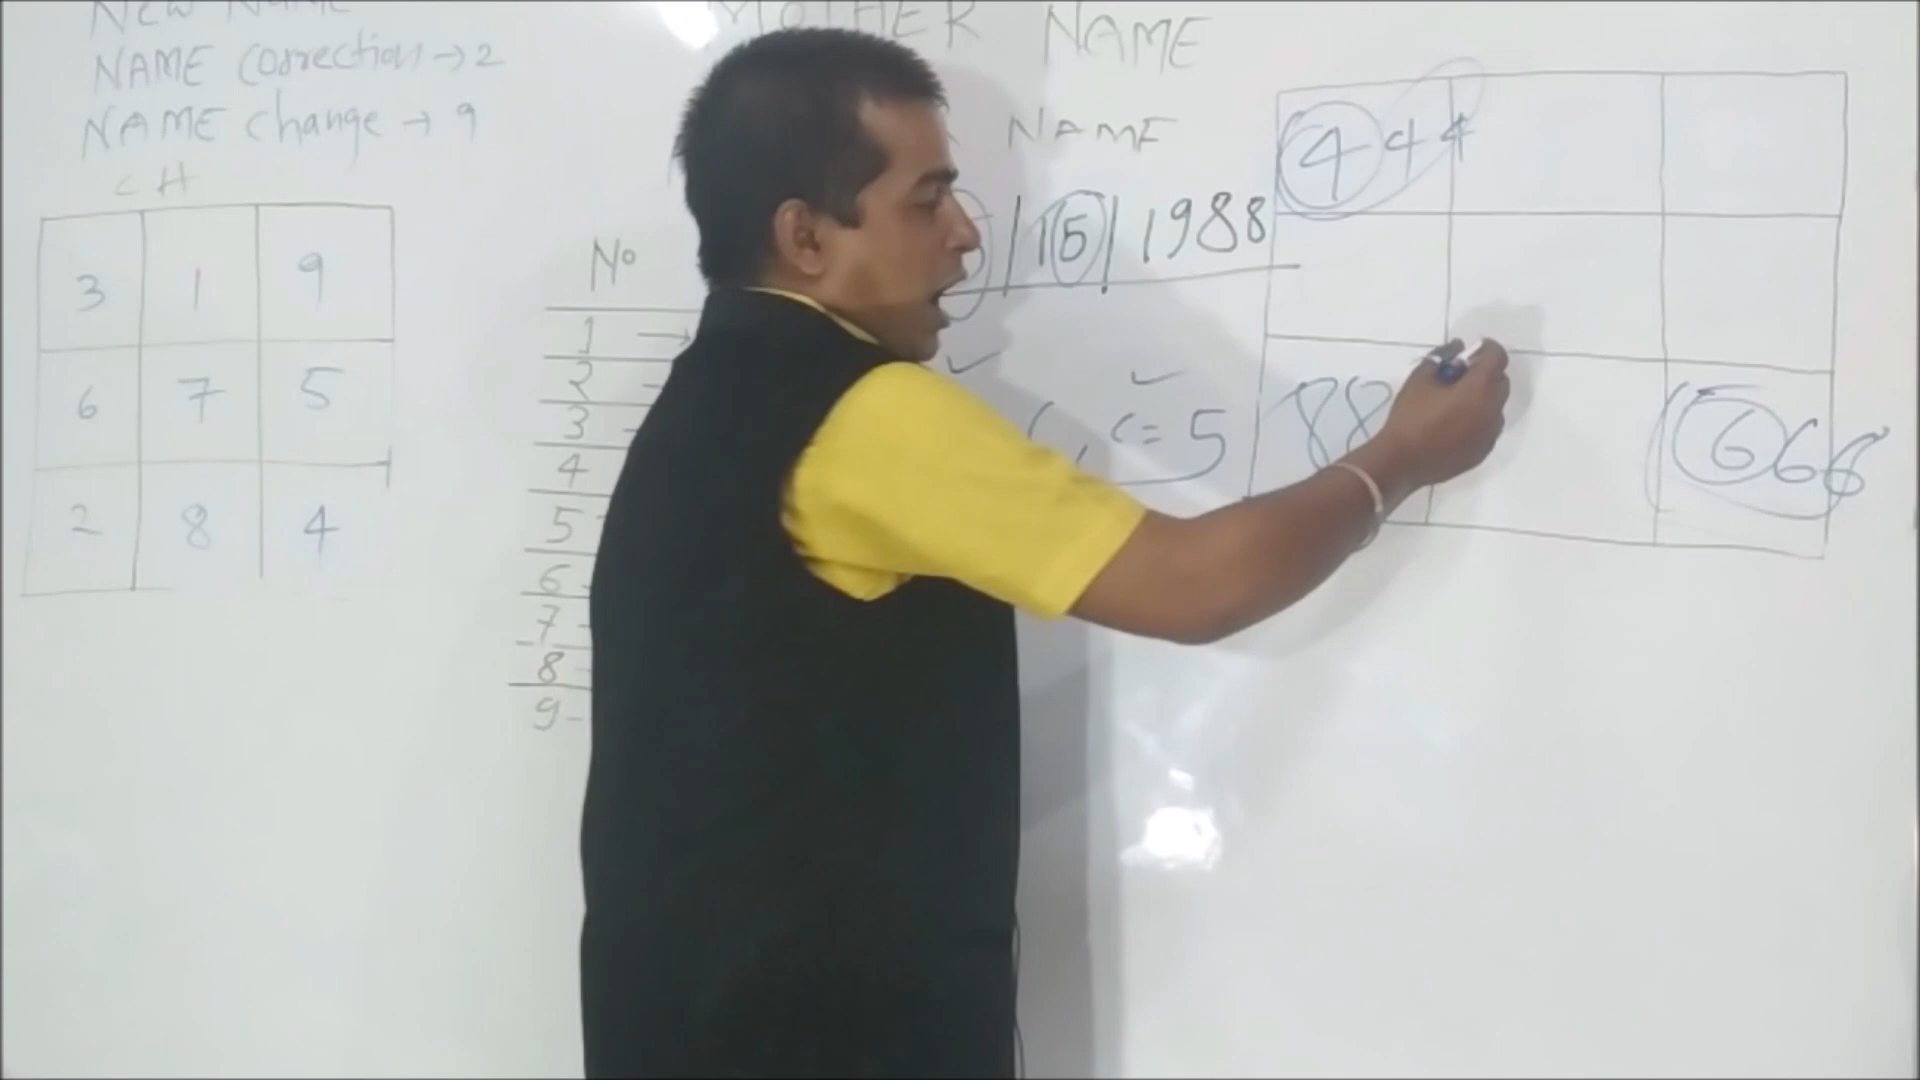 New Name
NAME Correction → 2
NAME change → 9
CH
3 1 9
6 7 5
2 8 4
MOTHER NAME
NAME
No
1 →
2
3
4
5
6
7
8
9
1988
= 5
4 4 4
88
666